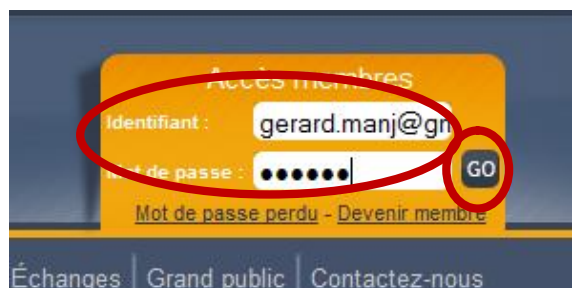 Accès membres
Identifiant : gerard.manj@gm
Mot de passe : ●●●●●● GO
Mot de passe perdu - Devenir membre
Échanges | Grand public | Contactez-nous